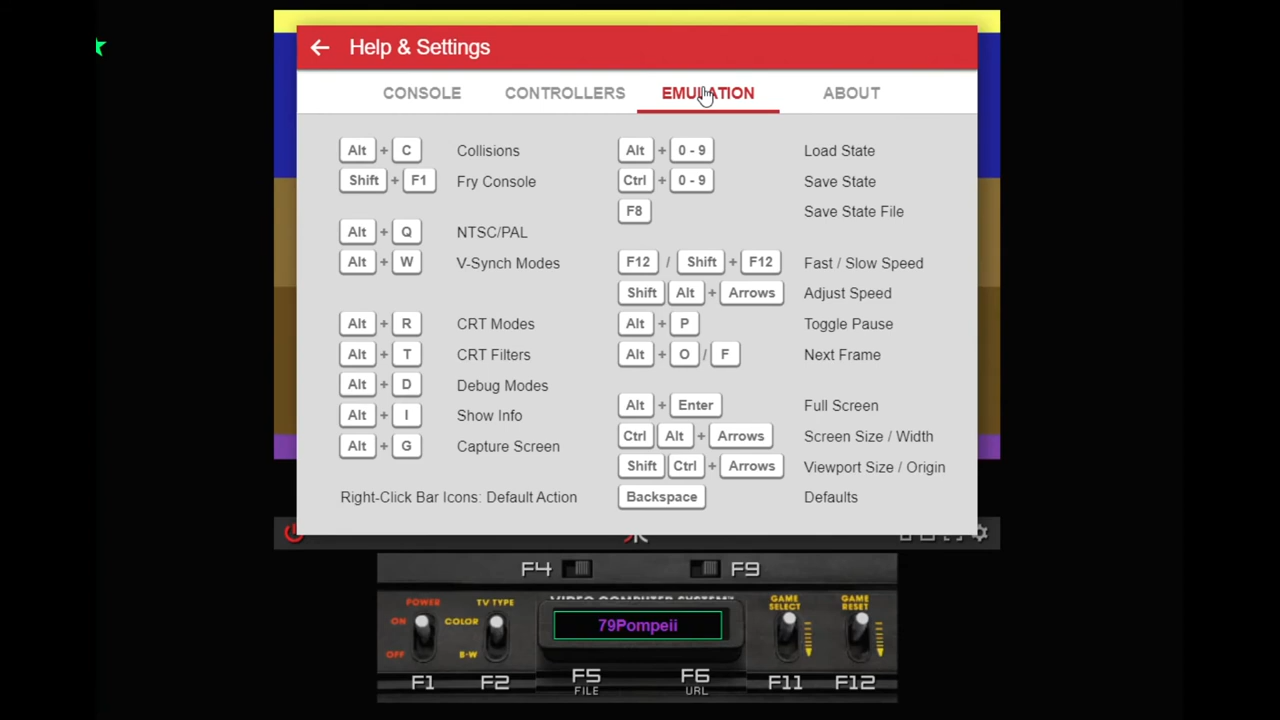 Help & Settings
CONSOLE CONTROLLERS EMULATION ABOUT
Alt + C Collisions
Shift + F1 Fry Console
Alt + Q NTSC/PAL
Alt + W V-Synch Modes
Alt + R CRT Modes
Alt + T CRT Filters
Alt + D Debug Modes
Alt + I Show Info
Alt + G Capture Screen
Right-Click Bar Icons: Default Action
Alt + 0 - 9 Load State
Ctrl + 0 - 9 Save State
F8 Save State File
F12 / Shift + F12 Fast / Slow Speed
Shift Alt + Arrows Adjust Speed
Alt + P Toggle Pause
Alt + O / F Next Frame
Alt + Enter Full Screen
Ctrl Alt + Arrows Screen Size / Width
Shift Ctrl + Arrows Viewport Size / Origin
Backspace Defaults
F4 F9
VIDEO COMPUTER SYSTEM™
POWER
ON
OFF
F1
TV TYPE
COLOR
B-W
F2
79Pompeii
F5
FILE
F6
URL
GAME
SELECT
F11
GAME
RESET
F12